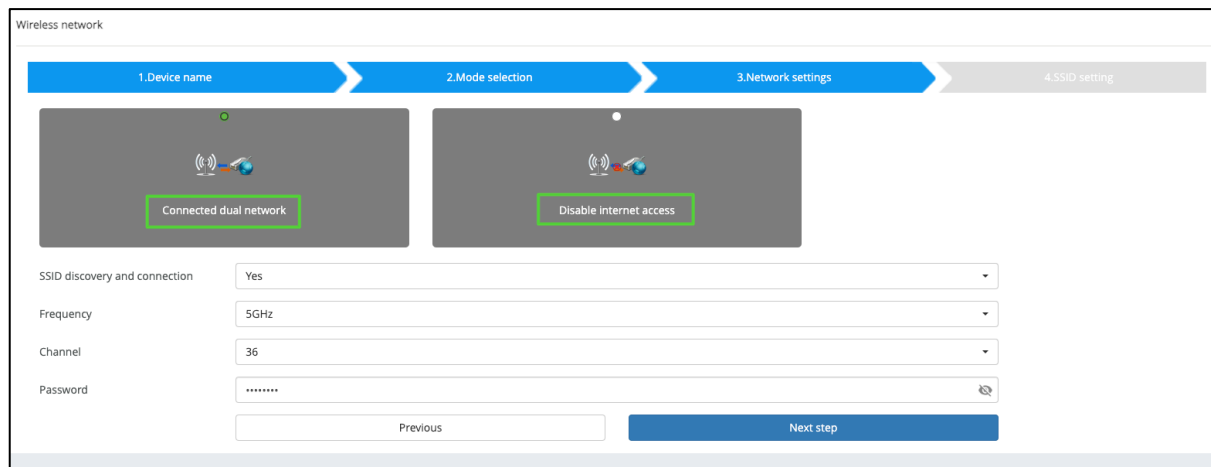 Wireless network
1.Device name
2.Mode selection
3.Network settings
4.SSID setting
Connected dual network
Disable internet access
SSID discovery and connection
Yes
Frequency
5GHz
Channel
36
Password
••••••••
Previous
Next step